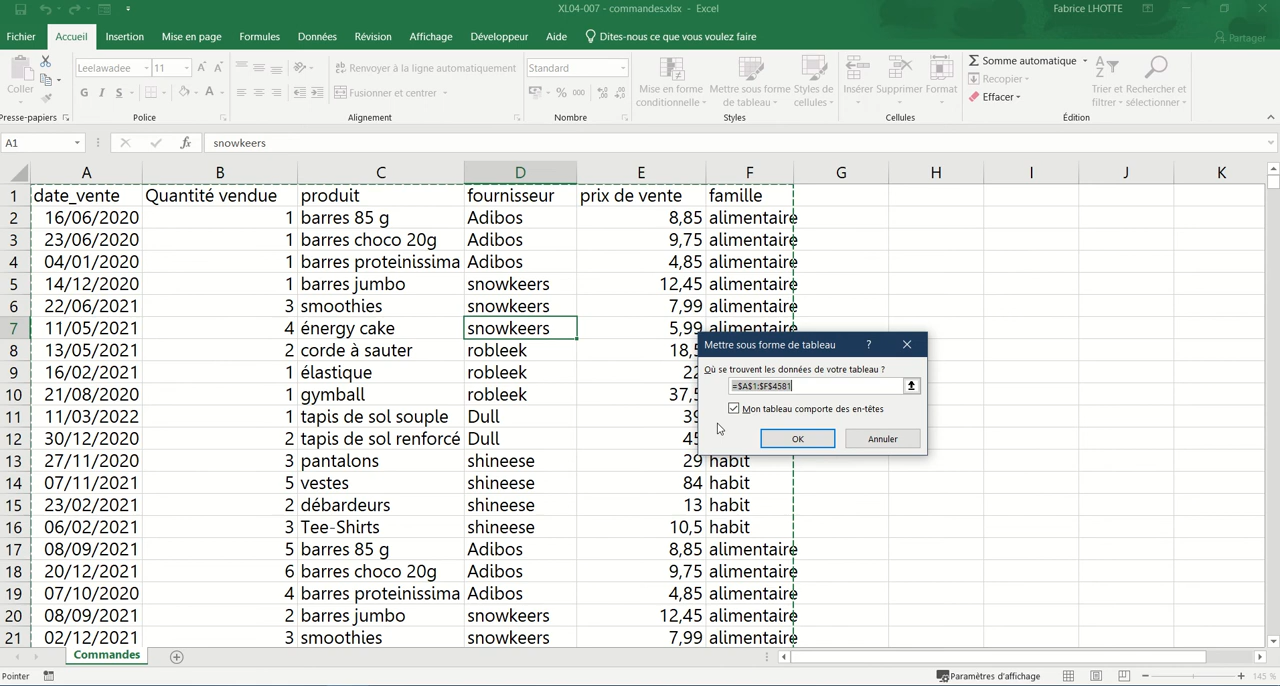 XL04-007 - commandes.xlsx - Excel
Fabrice LHOTTE
Fichier Accueil Insertion Mise en page Formules Données Révision Affichage Développeur Aide Dites-nous ce que vous voulez faire
Partager
Coller
Leelawadee 11
G I S
A
Renvoyer à la ligne automatiquement
Fusionner et centrer
Standard
% 000
Mise en forme conditionnelle
Mettre sous forme de tableau
Styles de cellules
Insérer Supprimer Format
Somme automatique
Recopier
Effacer
Trier et filtrer
Rechercher et sélectionner
Presse-papiers Police Alignement Nombre Styles Cellules Édition
A1 fx snowkeers
A B C D E F G H I J K
1 date_vente Quantité vendue produit fournisseur prix de vente famille
2 16/06/2020 1 barres 85 g Adibos 8,85 alimentaire
3 23/06/2020 1 barres choco 20g Adibos 9,75 alimentaire
4 04/01/2020 1 barres proteinissima Adibos 4,85 alimentaire
5 14/12/2020 1 barres jumbo snowkeers 12,45 alimentaire
6 22/06/2021 3 smoothies snowkeers 7,99 alimentaire
7 11/05/2021 4 énergy cake snowkeers 5,99 alimentaire
8 13/05/2021 2 corde à sauter robleek 18,5
9 16/02/2021 1 élastique robleek 22
10 21/08/2020 1 gymball robleek 37,5
11 11/03/2022 1 tapis de sol souple Dull 39
12 30/12/2020 2 tapis de sol renforcé Dull 45
13 27/11/2020 3 pantalons shineese 29 habit
14 07/11/2021 5 vestes shineese 84 habit
15 23/02/2021 2 débardeurs shineese 13 habit
16 06/02/2021 3 Tee-Shirts shineese 10,5 habit
17 08/09/2021 5 barres 85 g Adibos 8,85 alimentaire
18 20/12/2021 6 barres choco 20g Adibos 9,75 alimentaire
19 07/10/2020 4 barres proteinissima Adibos 4,85 alimentaire
20 08/09/2021 2 barres jumbo snowkeers 12,45 alimentaire
21 02/12/2021 3 smoothies snowkeers 7,99 alimentaire
Mettre sous forme de tableau ?
Où se trouvent les données de votre tableau ?
=$A$1:$F$4581
Mon tableau comporte des en-têtes
OK Annuler
Commandes
Pointer
Paramètres d'affichage
145 %